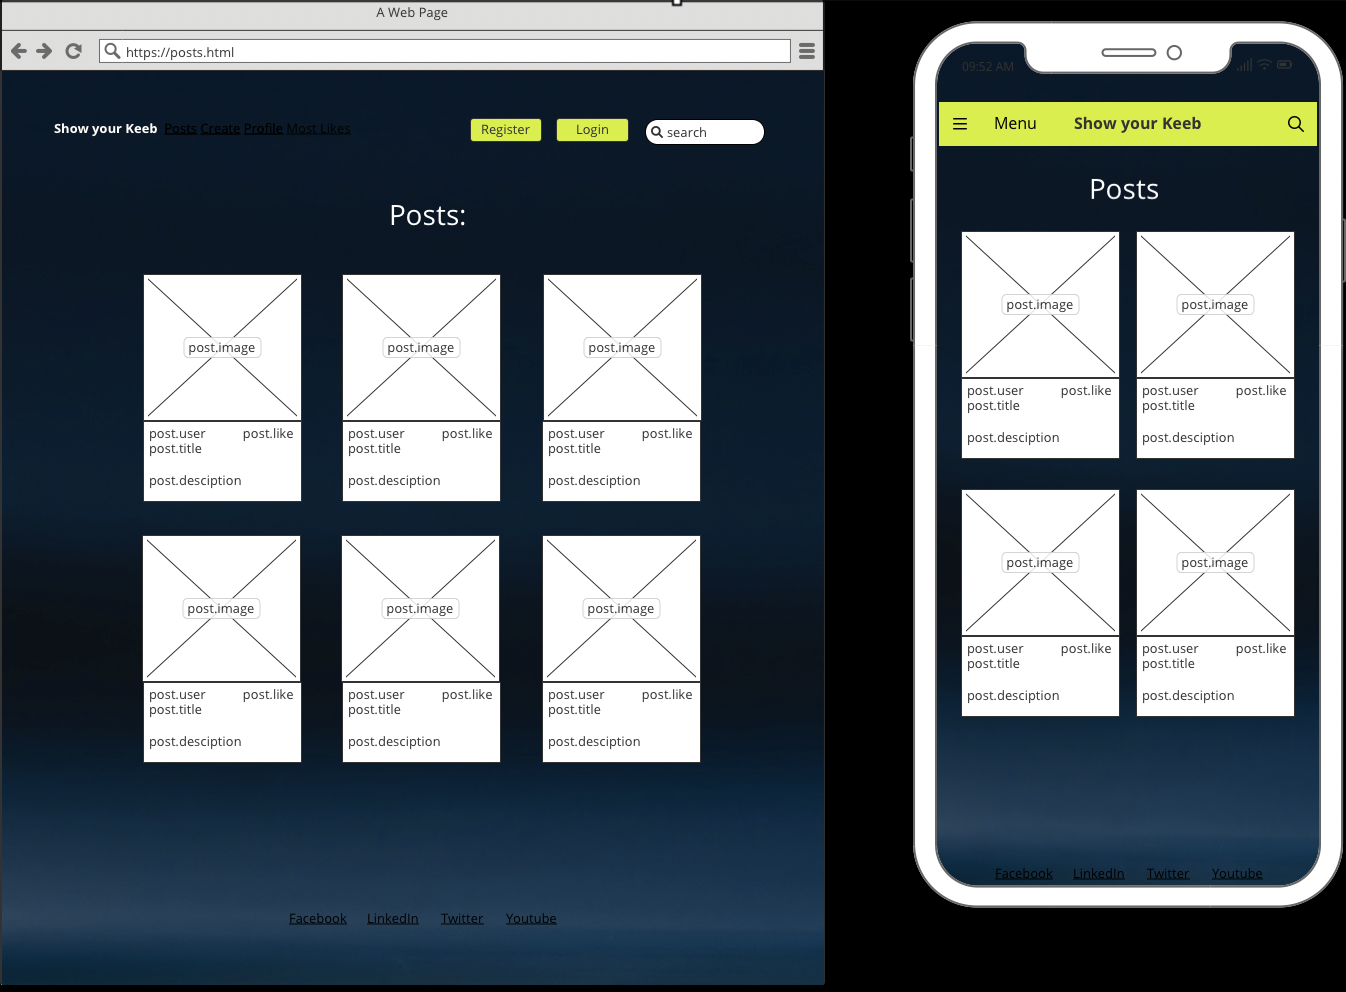 A Web Page
https://posts.html
Show your Keeb Posts Create Profile Most Likes Register Login search
Posts:
post.image post.image post.image
post.user post.like post.user post.like post.user post.like
post.title post.title post.title
post.desciption post.desciption post.desciption
post.image post.image post.image
post.user post.like post.user post.like post.user post.like
post.title post.title post.title
post.desciption post.desciption post.desciption
Facebook LinkedIn Twitter Youtube
09:52 AM
Menu Show your Keeb
Posts
post.image post.image
post.user post.like post.user post.like
post.title post.title
post.desciption post.desciption
post.image post.image
post.user post.like post.user post.like
post.title post.title
post.desciption post.desciption
Facebook LinkedIn Twitter Youtube